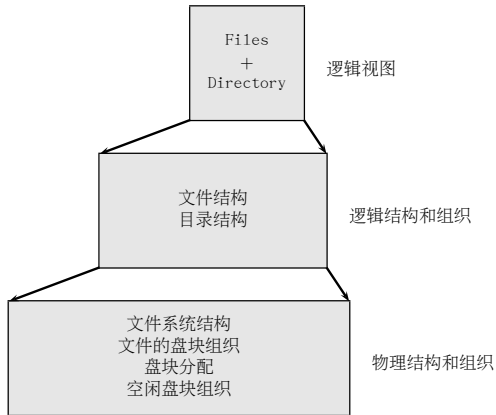 Files
+
Directory
逻辑视图
文件结构
目录结构
逻辑结构和组织
文件系统结构
文件的盘块组织
盘块分配
空闲盘块组织
物理结构和组织